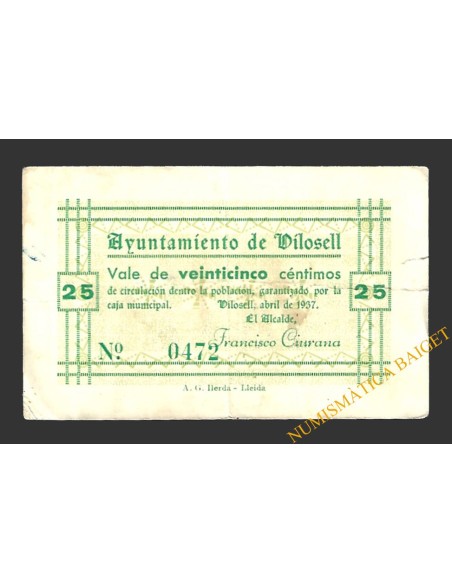 Ayuntamiento de Vilosell
Vale de veinticinco céntimos
25 de circulación dentro la población, garantizado por la 25
caja municipal. Vilosell, abril de 1937.
El Alcalde,
Francisco Ciurana
Nº 0472
A. G. Ilerda - Lleida
NUMISMÀTICA BAIGET